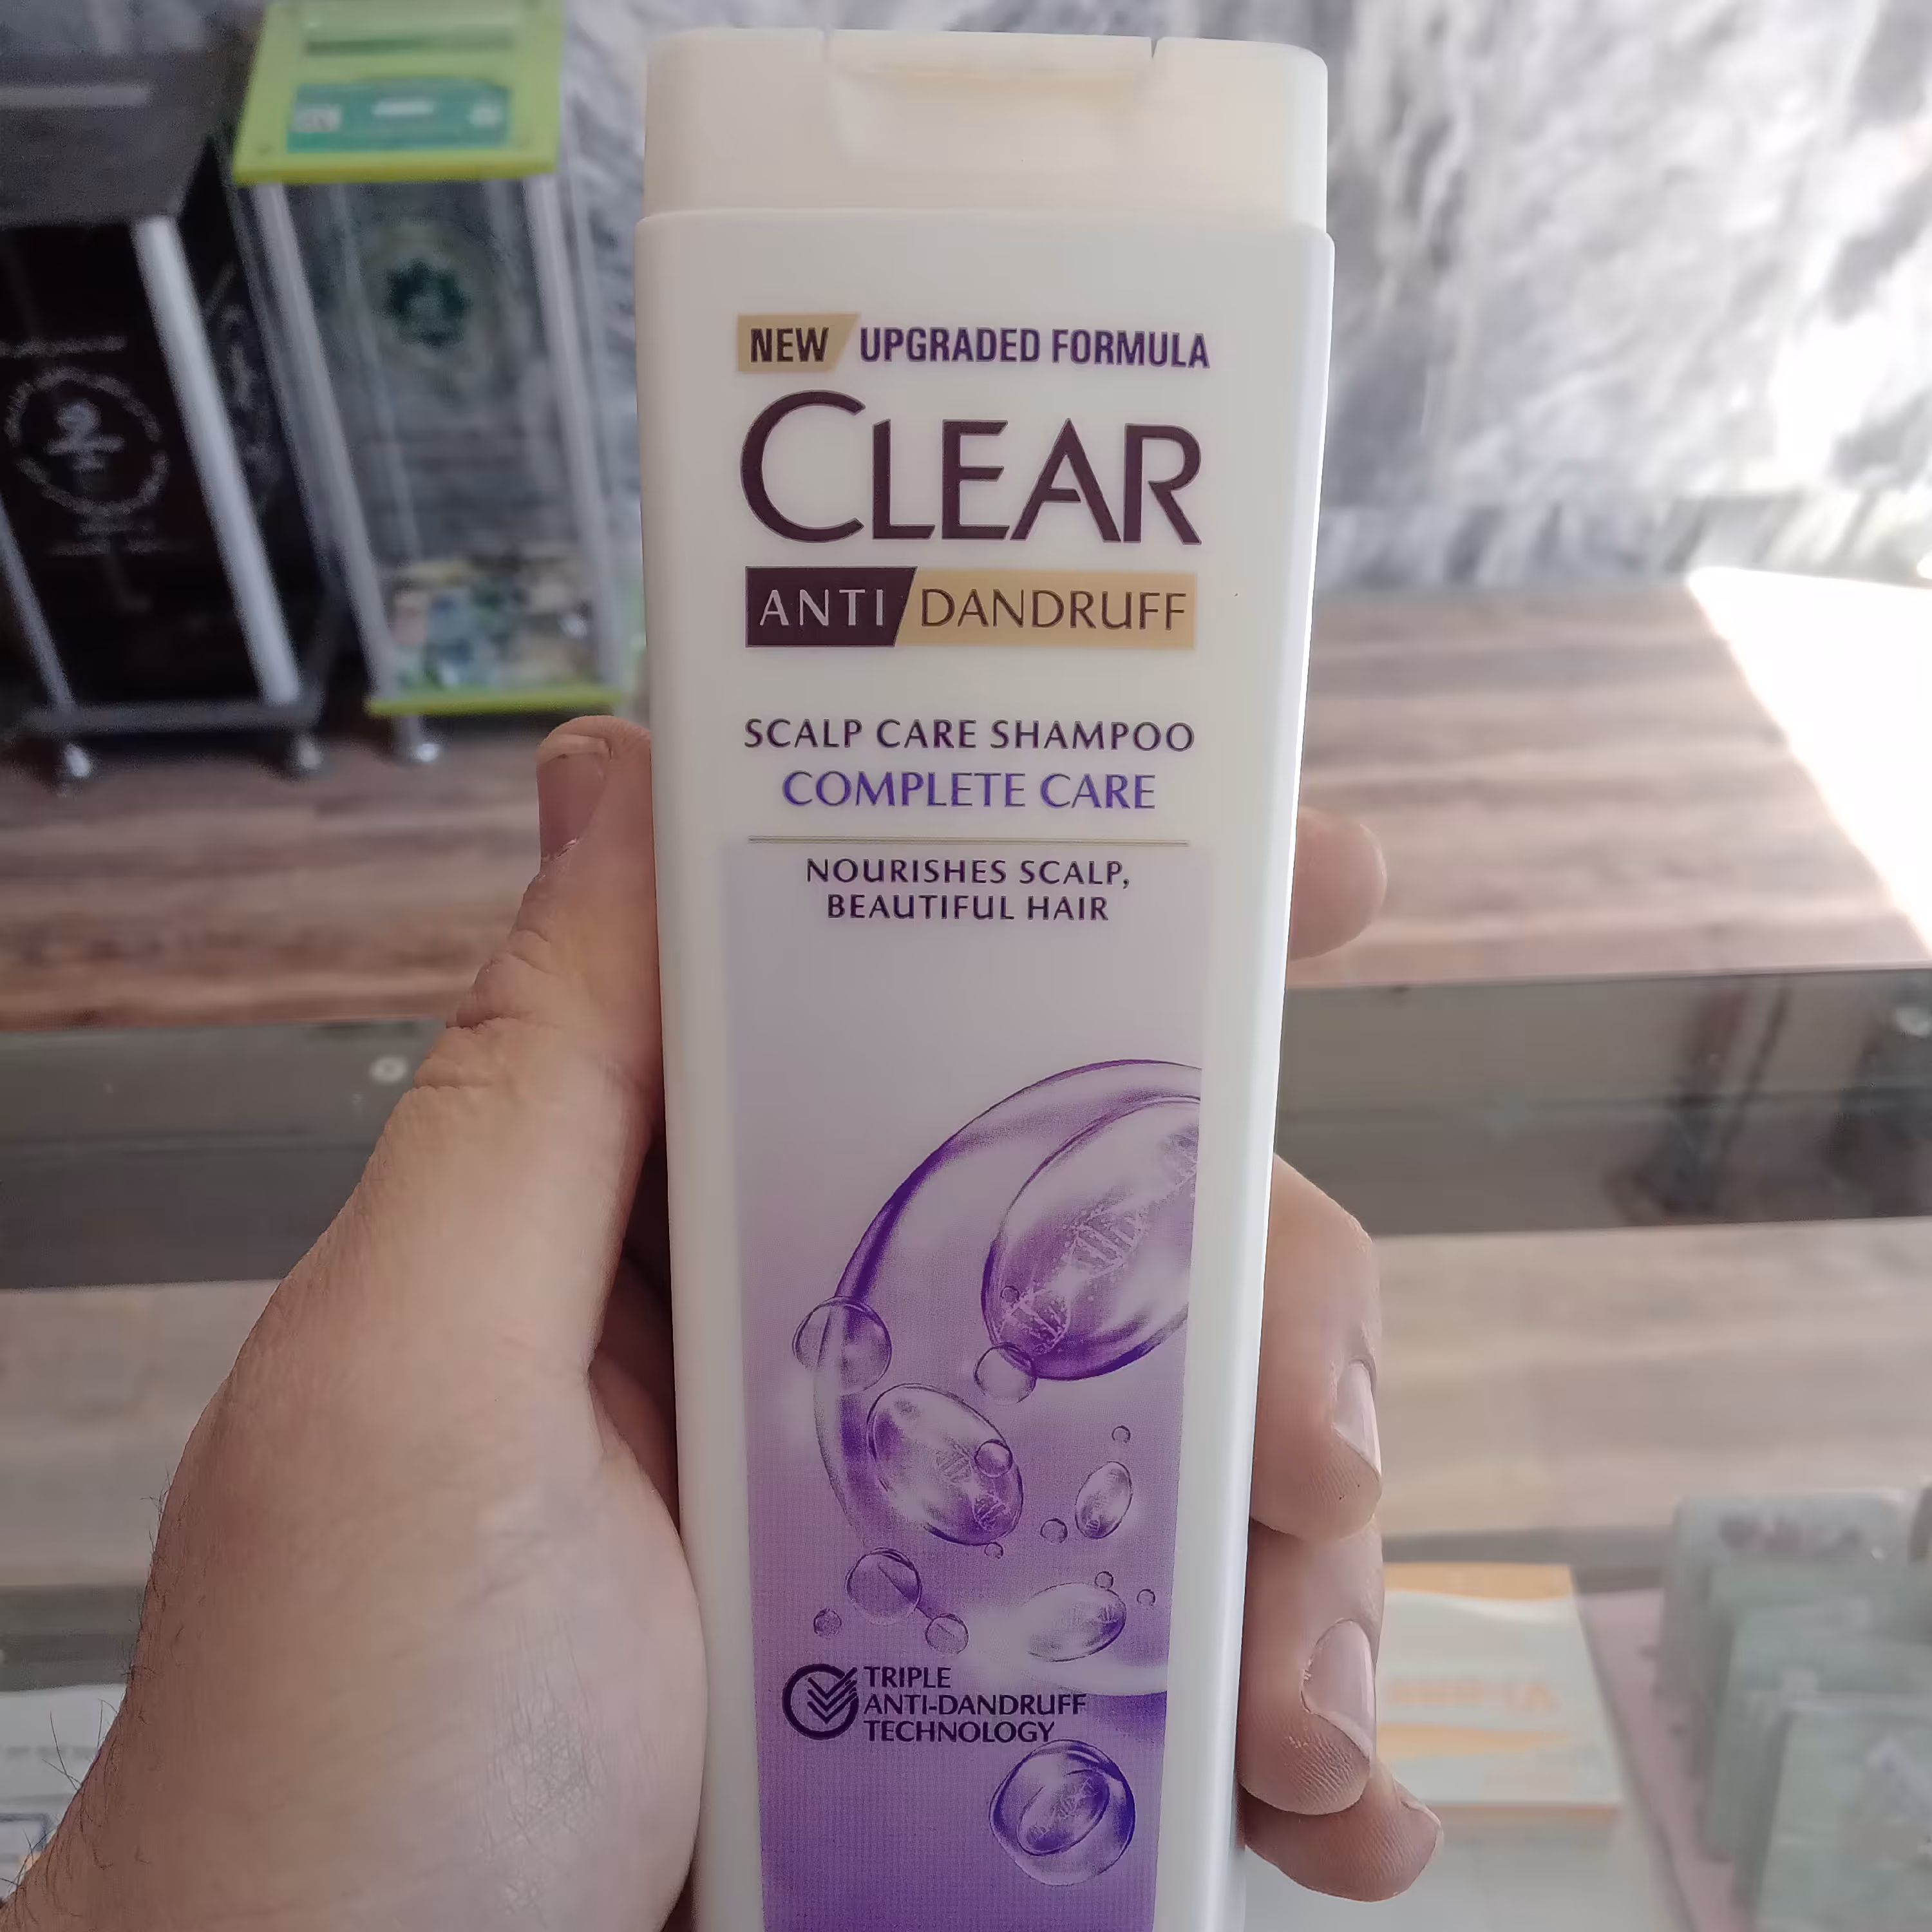 NEW UPGRADED FORMULA
CLEAR
ANTI DANDRUFF
SCALP CARE SHAMPOO
COMPLETE CARE
NOURISHES SCALP,
BEAUTIFUL HAIR
TRIPLE
ANTI-DANDRUFF
TECHNOLOGY